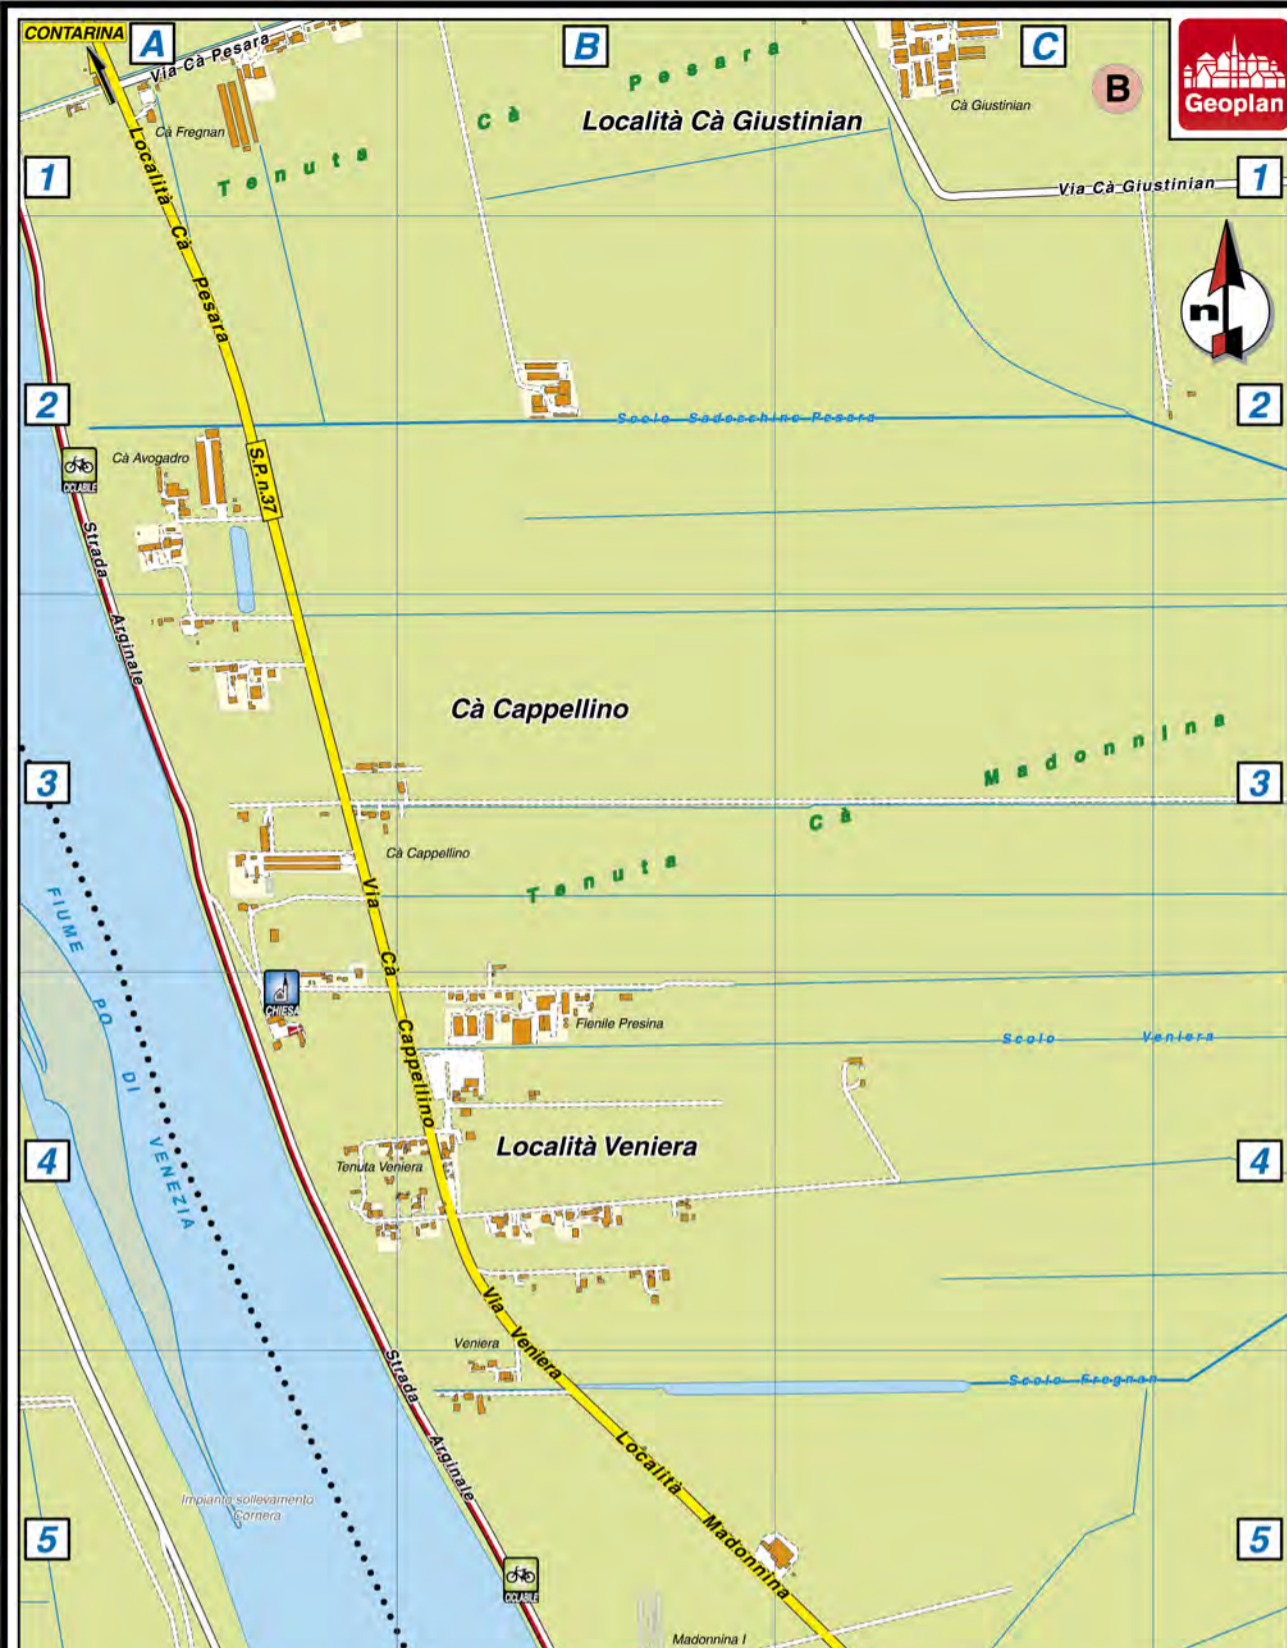 CONTARINA
A
B
C
Geoplan
B
Via Cà Pesara
Cà Fregnan
Cà Giustinian
Località Cà Giustinian
Tenuta Cà Pesara
1
1
Via Cà Giustinian
Località Cà Pesara
n
2
2
Scolo Sadocchino Pesara
Cà Avogadro
S.P. n.37
CICLABILE
Strada Arginale
Cà Cappellino
3
3
Tenuta Cà Madonnina
Cà Cappellino
Via Cà Cappellino
FIUME PO DI VENEZIA
CHIESA
Fienile Presina
Scolo Veniera
4
4
Località Veniera
Tenuta Veniera
Via Veniera
Veniera
Scolo Fregnan
Strada Arginale
Località Madonnina
Impianto sollevamento
Cornera
5
5
CICLABILE
Madonnina I